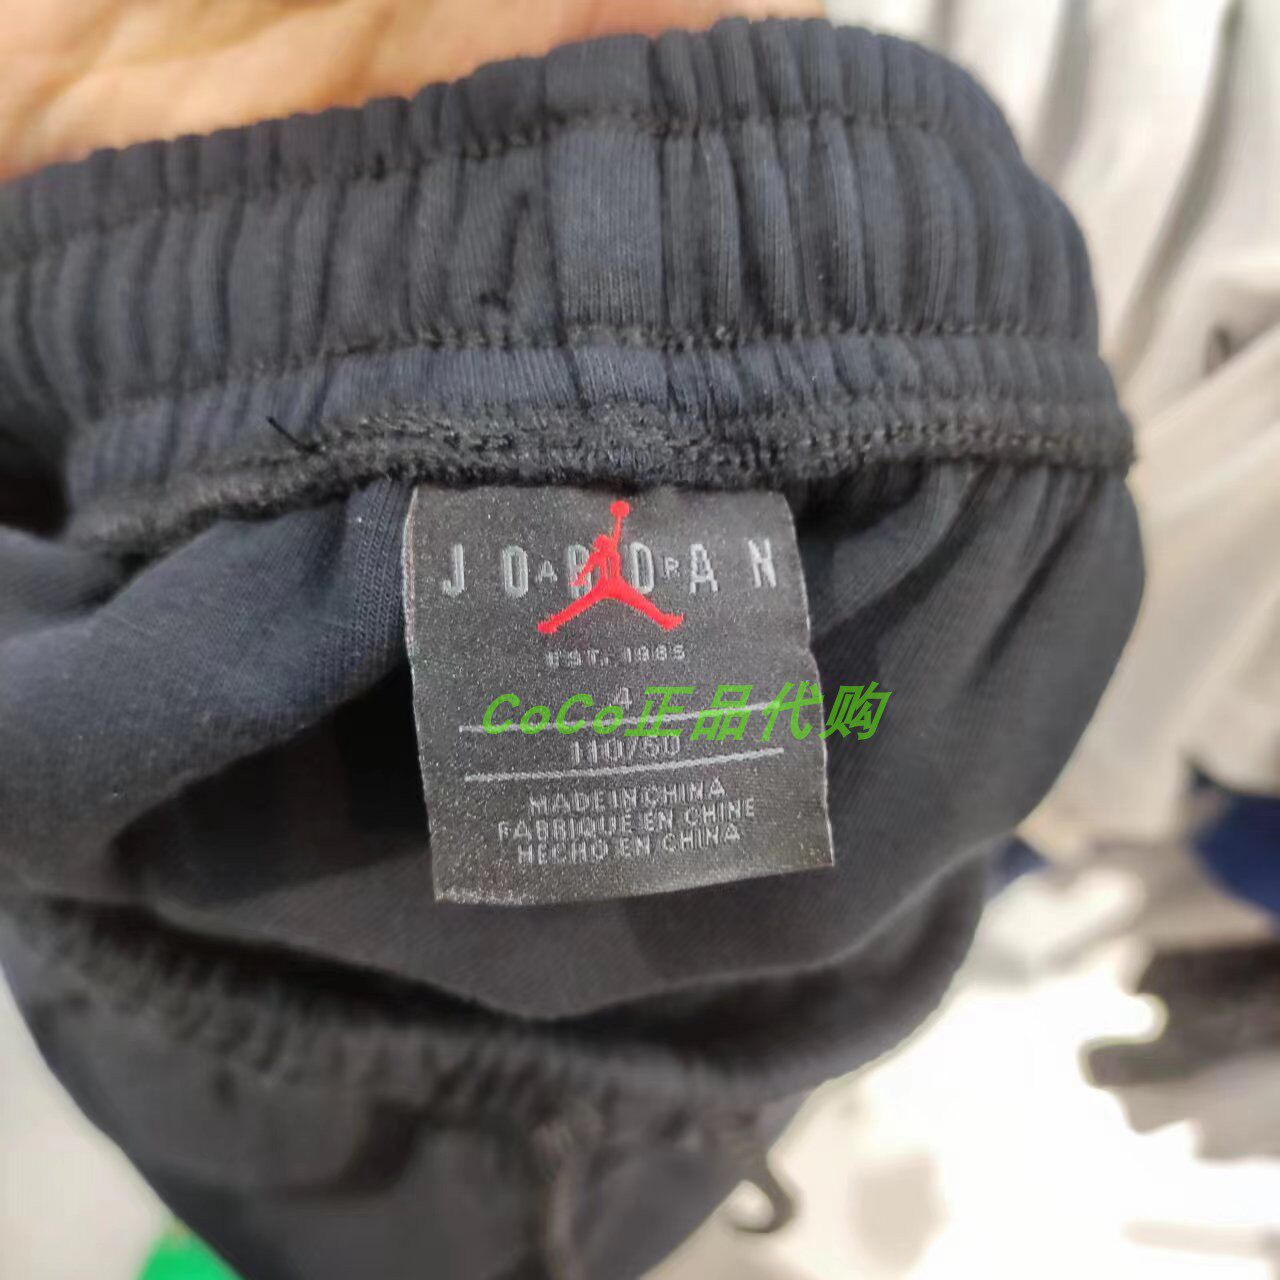 JORDAN
AIR
EST. 1985
4
CoCo正品代购
110/50
MADE IN CHINA
FABRIQUE EN CHINE
HECHO EN CHINA